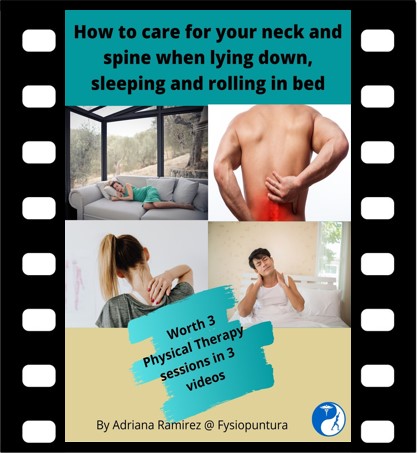 How to care for your neck and
spine when lying down,
sleeping and rolling in bed
Worth 3
Physical Therapy
sessions in 3
videos
By Adriana Ramirez @ Fysiopuntura